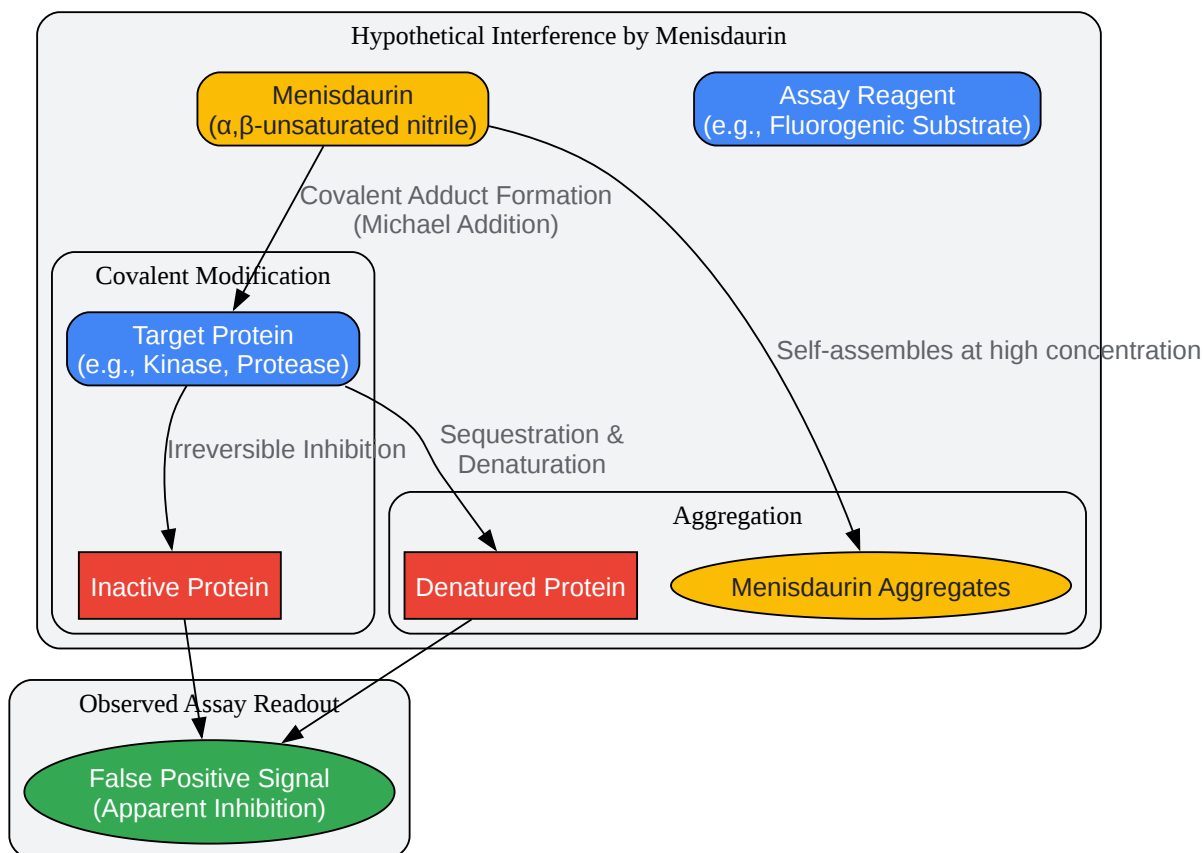 Hypothetical Interference by Menisdaurin
Menisdaurin
(α,β-unsaturated nitrile)
Assay Reagent
(e.g., Fluorogenic Substrate)
Covalent Adduct Formation
(Michael Addition)
Covalent Modification
Target Protein
(e.g., Kinase, Protease)
Self-assembles at high concentration
Irreversible Inhibition
Sequestration &
Denaturation
Aggregation
Inactive Protein
Denatured Protein
Menisdaurin Aggregates
Observed Assay Readout
False Positive Signal
(Apparent Inhibition)